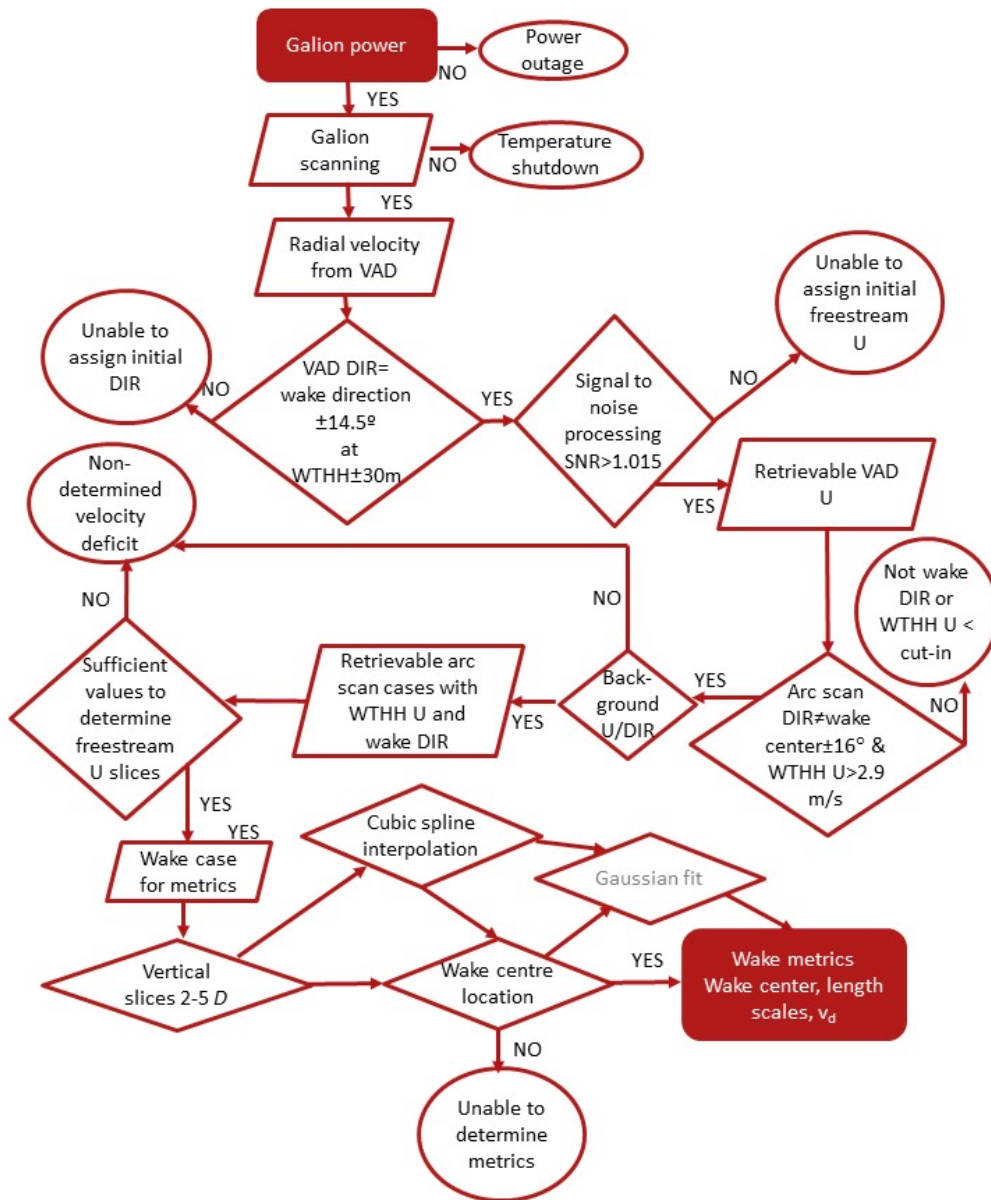 Galion power
NO
Power
outage
YES
Galion
scanning
NO
Temperature
shutdown
YES
Radial velocity
from VAD
Unable to
assign initial
DIR
NO
VAD DIR=
wake direction
±14.5º
at
WTHH±30m
YES
Signal to
noise
processing
SNR>1.015
NO
Unable to
assign initial
freestream
U
YES
Retrievable VAD
U
Non-
determined
velocity
deficit
NO
NO
Not wake
DIR or
WTHH U <
cut-in
NO
Sufficient
values to
determine
freestream
U slices
Retrievable arc
scan cases with
WTHH U and
wake DIR
YES
Back-
ground
U/DIR
YES
Arc scan
DIR≠wake
center±16° &
WTHH U>2.9
m/s
YES
YES
Wake case
for metrics
Cubic spline
interpolation
Gaussian fit
Vertical
slices 2-5 D
Wake centre
location
YES
Wake metrics
Wake center, length
scales, vd
NO
Unable to
determine
metrics